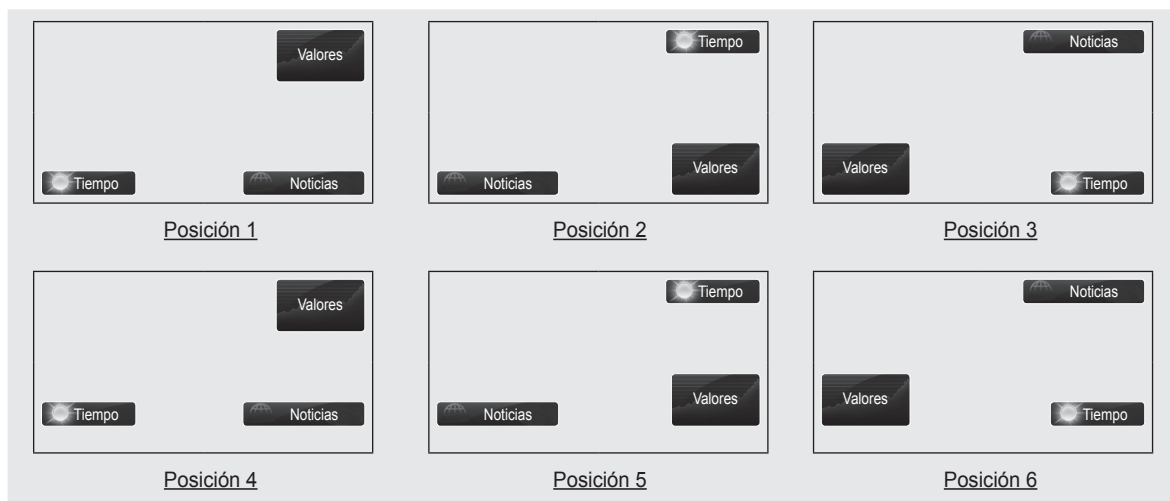 Valores
Tiempo
Noticias
Posición 1
Tiempo
Noticias
Valores
Posición 2
Noticias
Valores
Tiempo
Posición 3
Valores
Tiempo
Noticias
Posición 4
Tiempo
Noticias
Valores
Posición 5
Noticias
Valores
Tiempo
Posición 6